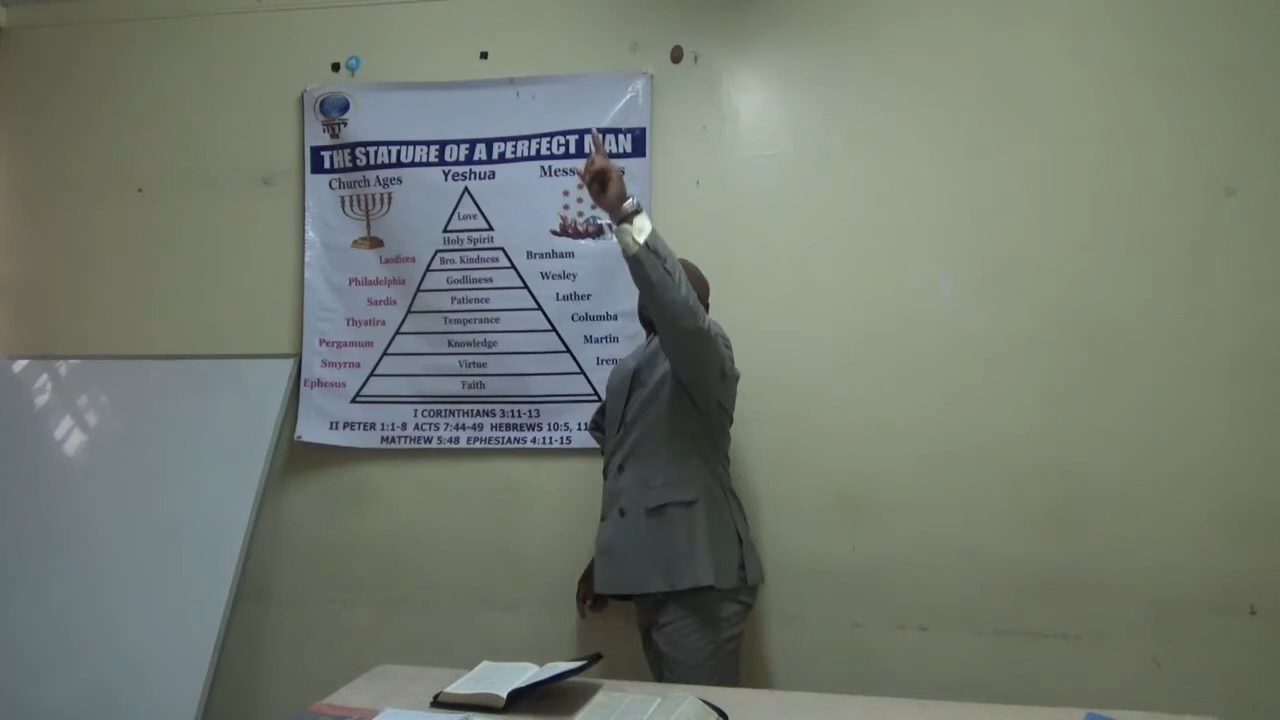 THE STATURE OF A PERFECT MAN
Church Ages Yeshua
Love
Holy Spirit
Laodicea Bro. Kindness Branham
Philadelphia Godliness Wesley
Sardis Patience Luther
Thyatira Temperance Columba
Pergamum Knowledge Martin
Smyrna Virtue
Ephesus Faith
I CORINTHIANS 3:11-13
II PETER 1:1-8 ACTS 7:44-49 HEBREWS 10:5,
MATTHEW 5:48 EPHESIANS 4:11-15